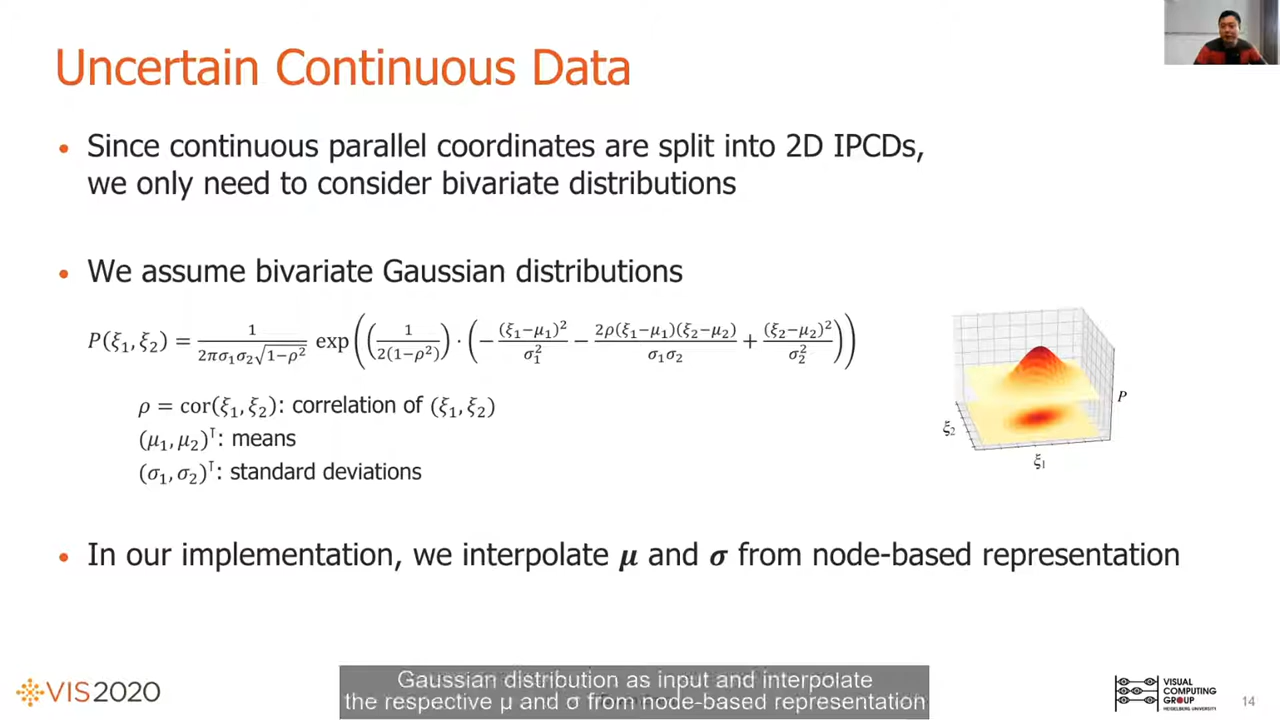 Uncertain Continuous Data
• Since continuous parallel coordinates are split into 2D IPCDs,
we only need to consider bivariate distributions
• We assume bivariate Gaussian distributions
P(ξ₁, ξ₂) = 1/(2πσ₁σ₂√(1−ρ²)) exp((1/(2(1−ρ²))) · (−(ξ₁−μ₁)²/σ₁² − 2ρ(ξ₁−μ₁)(ξ₂−μ₂)/(σ₁σ₂) + (ξ₂−μ₂)²/σ₂²))
ρ = cor(ξ₁, ξ₂): correlation of (ξ₁, ξ₂)
(μ₁, μ₂)ᵀ: means
(σ₁, σ₂)ᵀ: standard deviations
P
ξ₂
ξ₁
• In our implementation, we interpolate μ and σ from node-based representation
Gaussian distribution as input and interpolate
the respective μ and σ from node-based representation
VIS2020
VISUAL
COMPUTING
GROUP
HEIDELBERG UNIVERSITY
14